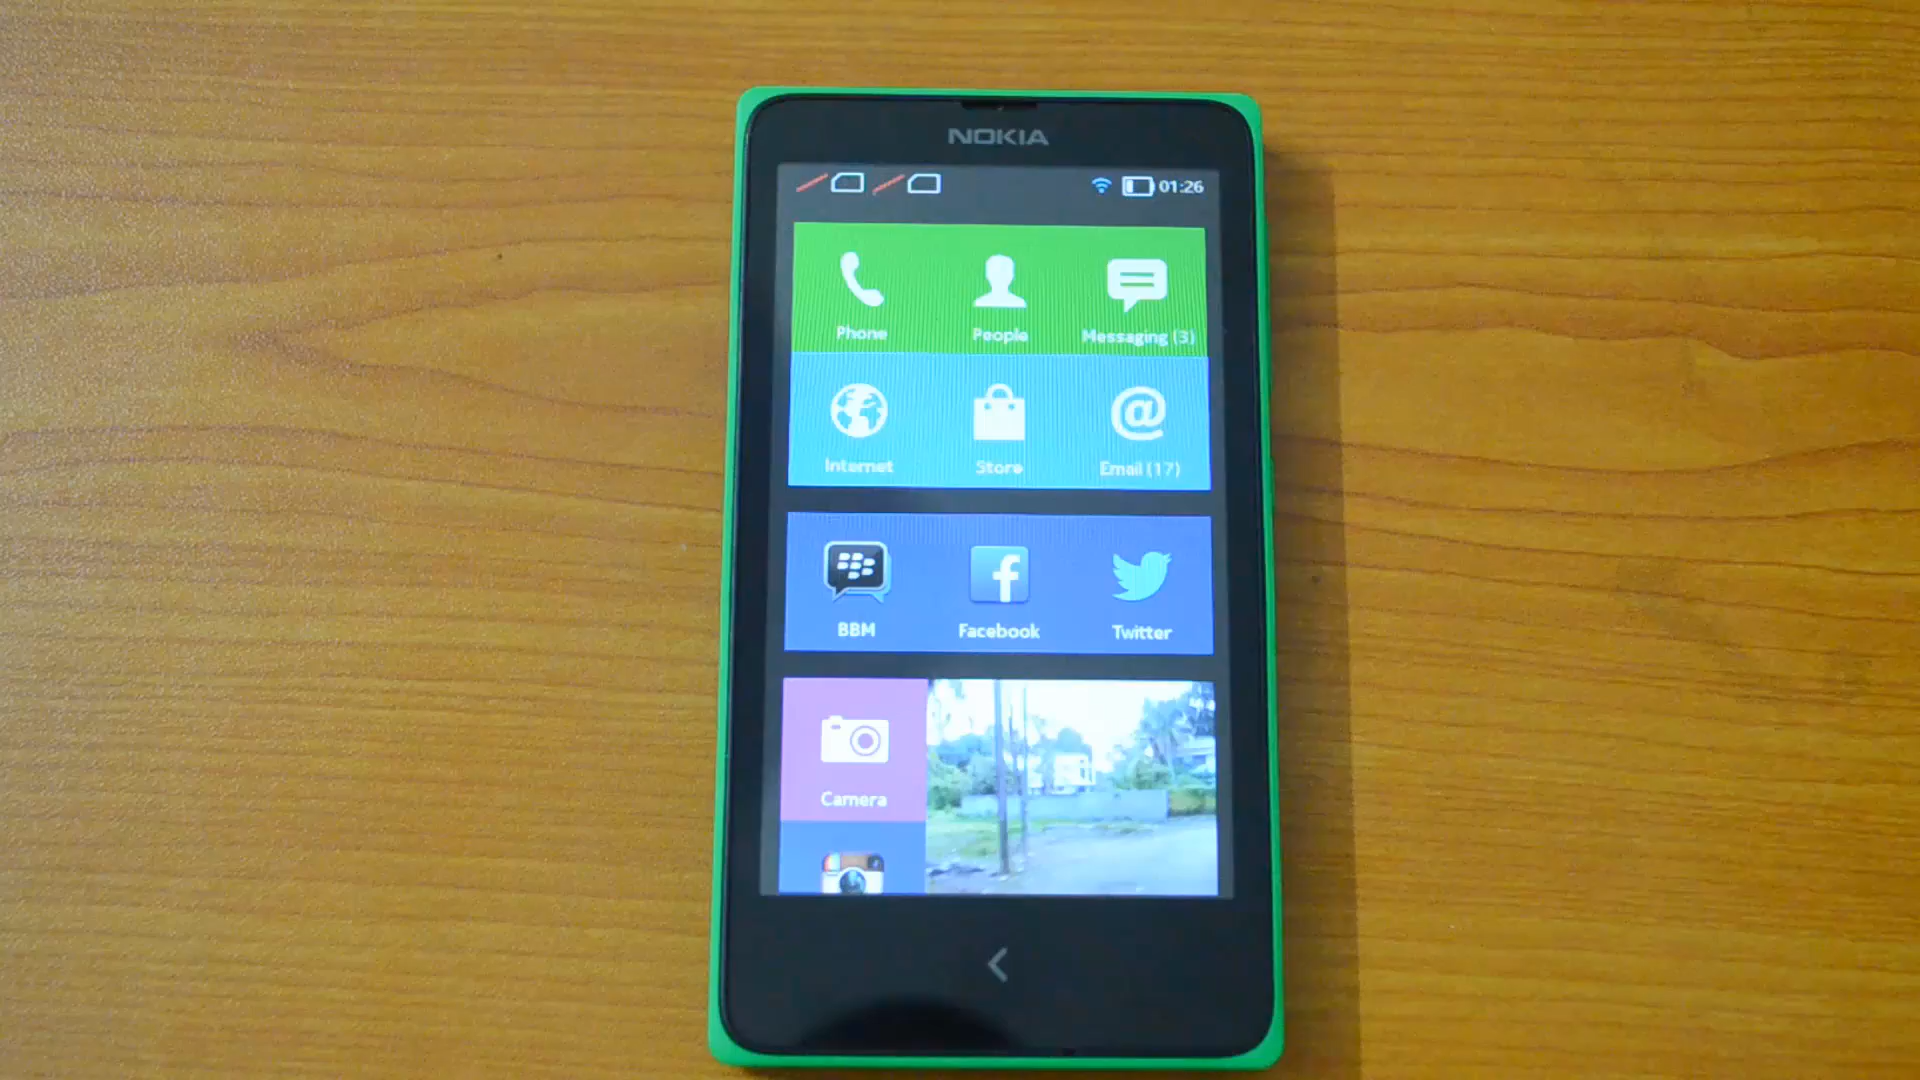 NOKIA
01:26
Phone People Messaging (3)
Internet Store Email (17)
BBM Facebook Twitter
Camera